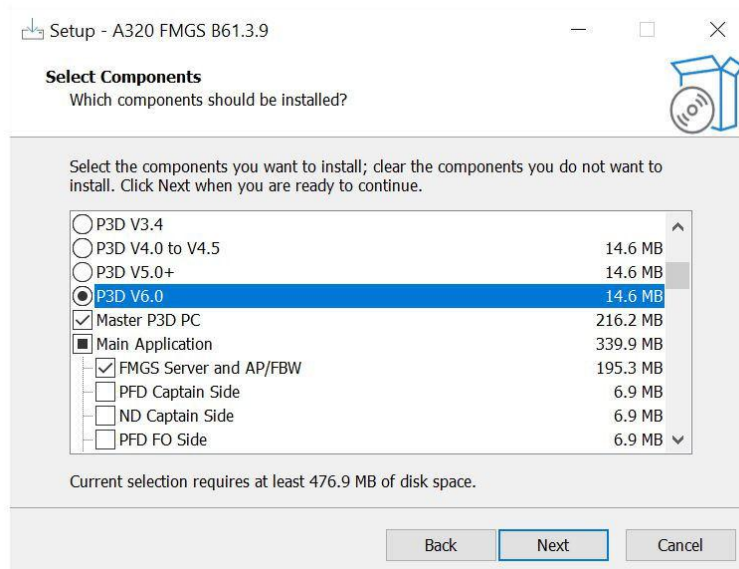 Setup - A320 FMGS B61.3.9
Select Components
Which components should be installed?
Select the components you want to install; clear the components you do not want to
install. Click Next when you are ready to continue.
P3D V3.4
P3D V4.0 to V4.5 14.6 MB
P3D V5.0+ 14.6 MB
P3D V6.0 14.6 MB
Master P3D PC 216.2 MB
Main Application 339.9 MB
FMGS Server and AP/FBW 195.3 MB
PFD Captain Side 6.9 MB
ND Captain Side 6.9 MB
PFD FO Side 6.9 MB
Current selection requires at least 476.9 MB of disk space.
Back Next Cancel